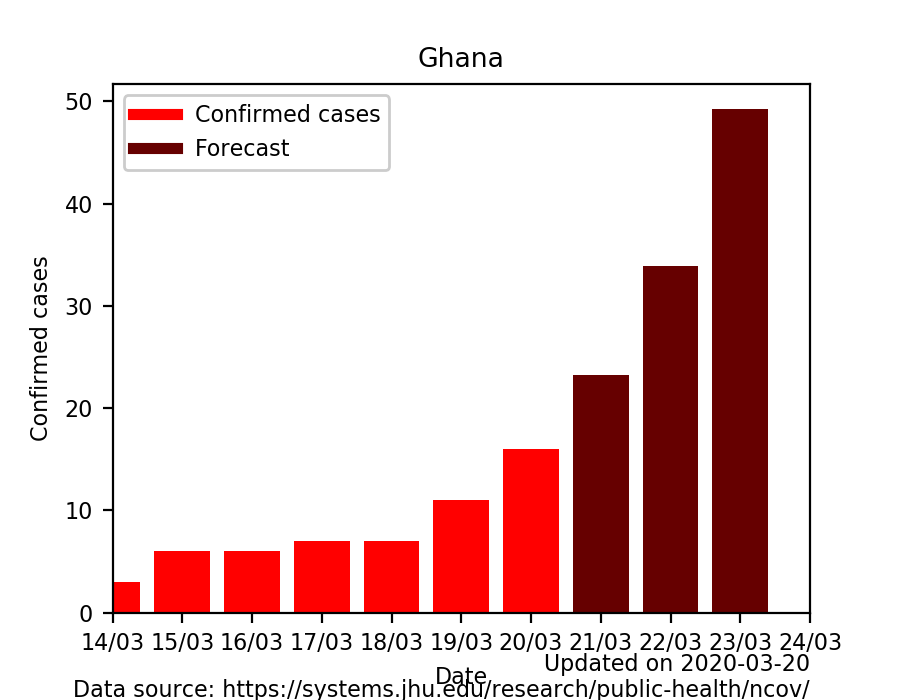 Ghana
50
Confirmed cases
Forecast
40
30
20
10
0
Confirmed cases
14/03 15/03 16/03 17/03 18/03 19/03 20/03 21/03 22/03 23/03 24/03
Updated on 2020-03-20
Date
Data source: https://systems.jhu.edu/research/public-health/ncov/